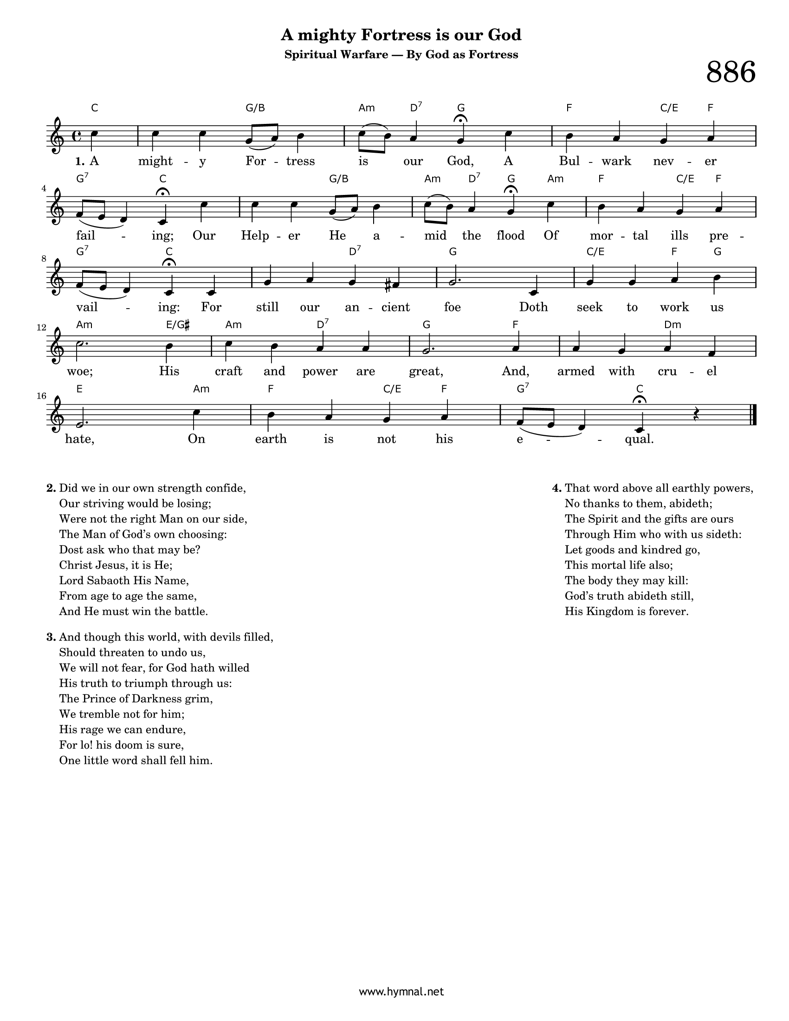 A mighty Fortress is our God
Spiritual Warfare — By God as Fortress
886
C G/B Am D7 G F C/E F
1. A might - y For - tress is our God, A Bul - wark nev - er
4
G7 C G/B Am D7 G Am F C/E F
fail - ing; Our Help - er He a - mid the flood Of mor - tal ills pre -
8
G7 C D7 G C/E F G
vail - ing: For still our an - cient foe Doth seek to work us
12
Am E/G♯ Am D7 G F Dm
woe; His craft and power are great, And, armed with cru - el
16
E Am F C/E F G7 C
hate, On earth is not his e - - qual.
2. Did we in our own strength confide,
Our striving would be losing;
Were not the right Man on our side,
The Man of God's own choosing:
Dost ask who that may be?
Christ Jesus, it is He;
Lord Sabaoth His Name,
From age to age the same,
And He must win the battle.
3. And though this world, with devils filled,
Should threaten to undo us,
We will not fear, for God hath willed
His truth to triumph through us:
The Prince of Darkness grim,
We tremble not for him;
His rage we can endure,
For lo! his doom is sure,
One little word shall fell him.
4. That word above all earthly powers,
No thanks to them, abideth;
The Spirit and the gifts are ours
Through Him who with us sideth:
Let goods and kindred go,
This mortal life also;
The body they may kill:
God's truth abideth still,
His Kingdom is forever.
www.hymnal.net